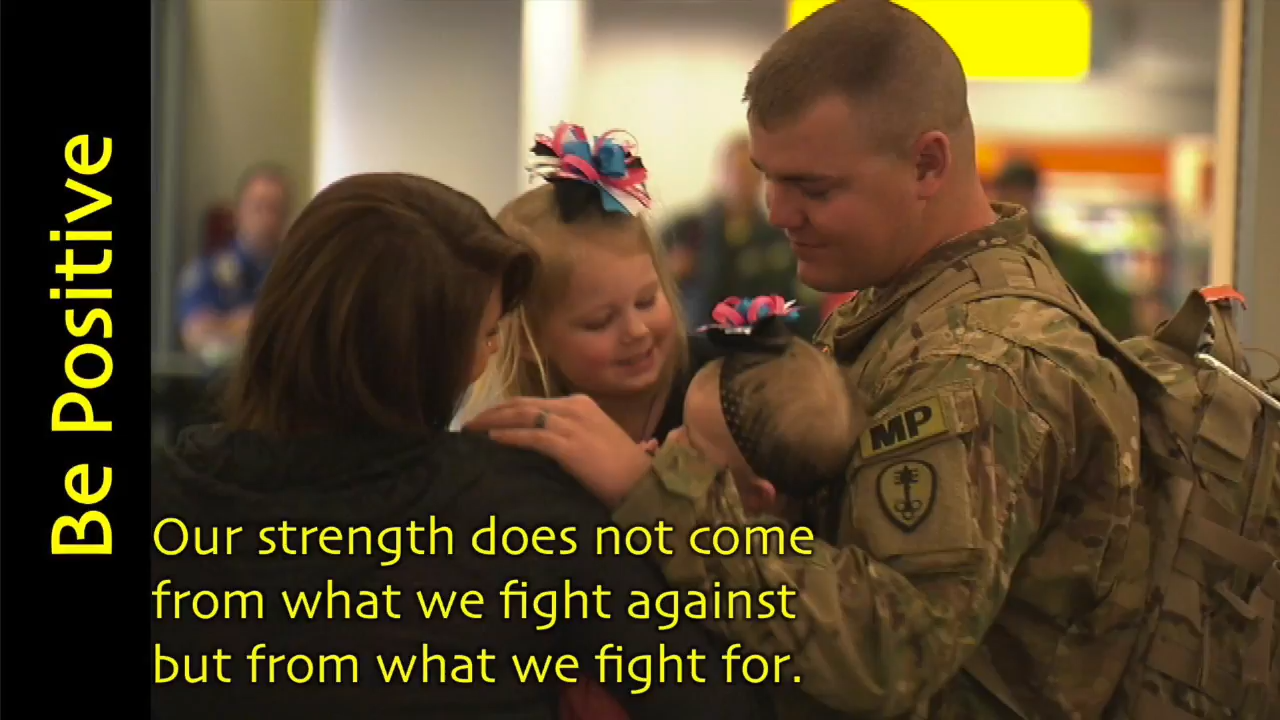 Be Positive
MP
Our strength does not come
from what we fight against
but from what we fight for.